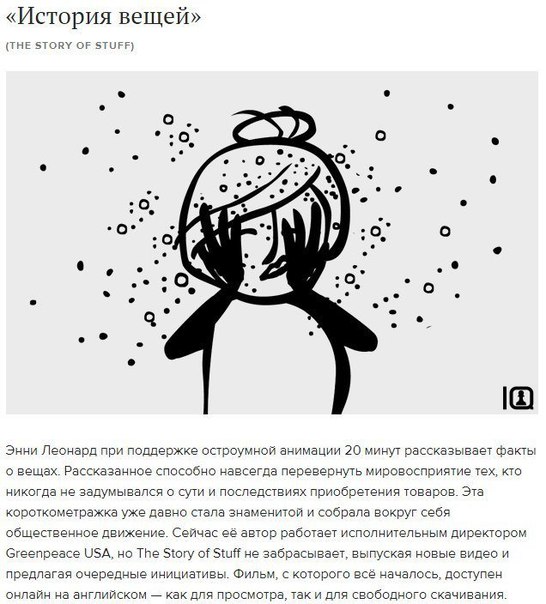 «История вещей»
(THE STORY OF STUFF)
IQ
Энни Леонард при поддержке остроумной анимации 20 минут рассказывает факты
о вещах. Рассказанное способно навсегда перевернуть мировосприятие тех, кто
никогда не задумывался о сути и последствиях приобретения товаров. Эта
короткометражка уже давно стала знаменитой и собрала вокруг себя
общественное движение. Сейчас её автор работает исполнительным директором
Greenpeace USA, но The Story of Stuff не забрасывает, выпуская новые видео и
предлагая очередные инициативы. Фильм, с которого всё началось, доступен
онлайн на английском — как для просмотра, так и для свободного скачивания.